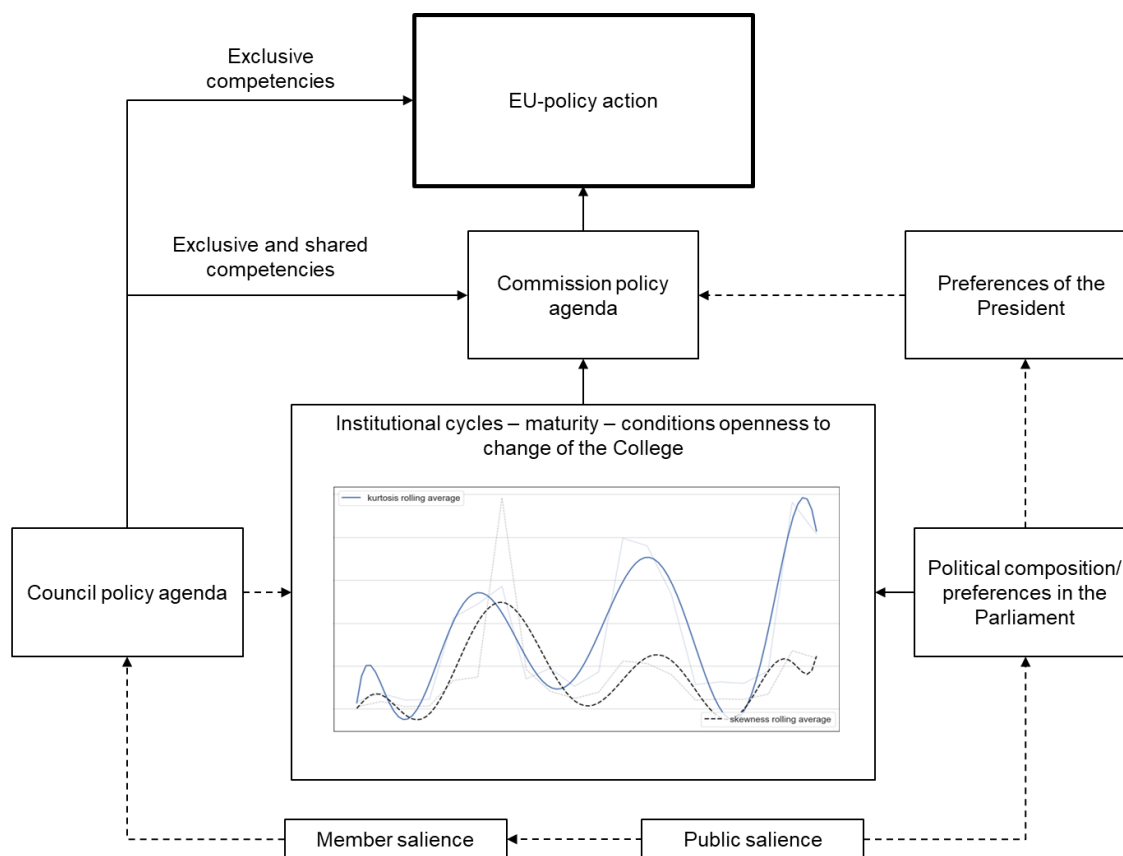 Exclusive
competencies
EU-policy action
Exclusive and shared
competencies
Commission policy
agenda
Preferences of the
President
Institutional cycles – maturity – conditions openness to
change of the College
kurtosis rolling average
skewness rolling average
Council policy agenda
Political composition/
preferences in the
Parliament
Member salience
Public salience